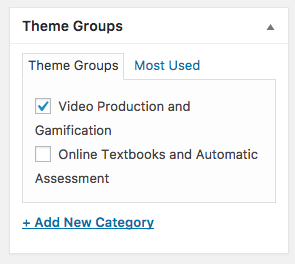 Theme Groups
Theme Groups
Most Used
Video Production and
Gamification
Online Textbooks and Automatic
Assessment
+ Add New Category